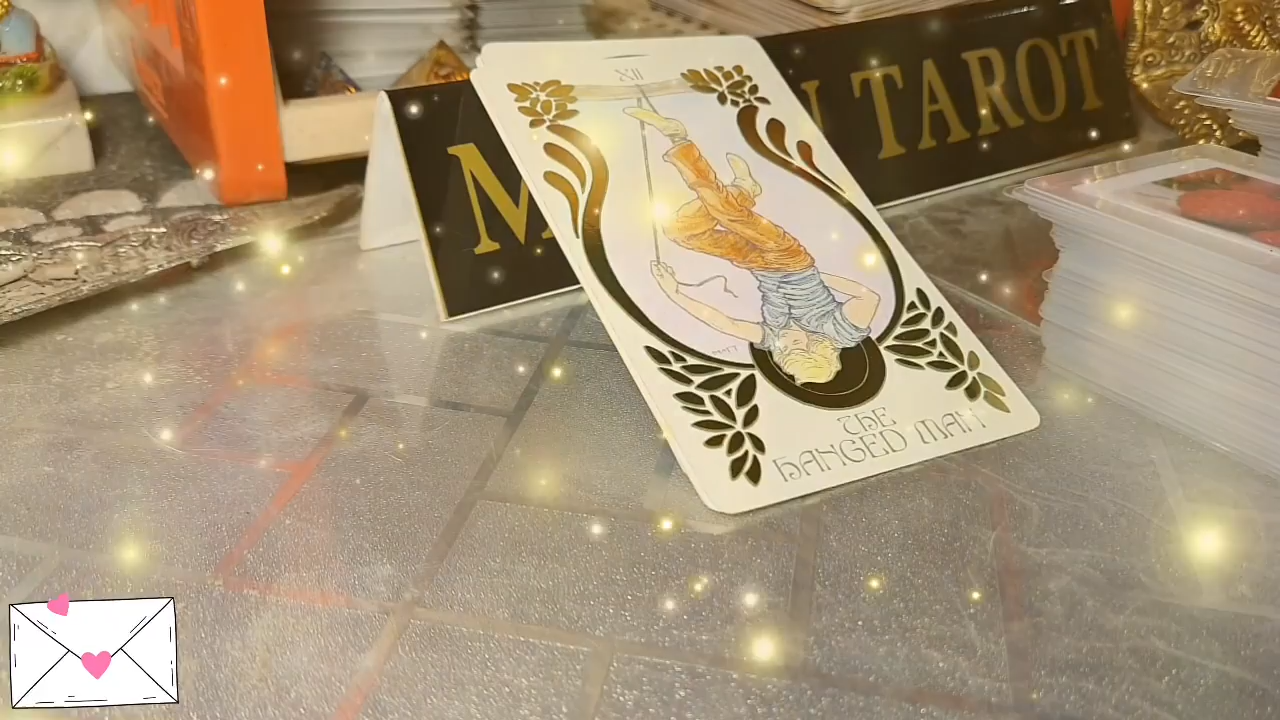 XII
M
N TAROT
THE
HANGED MAN